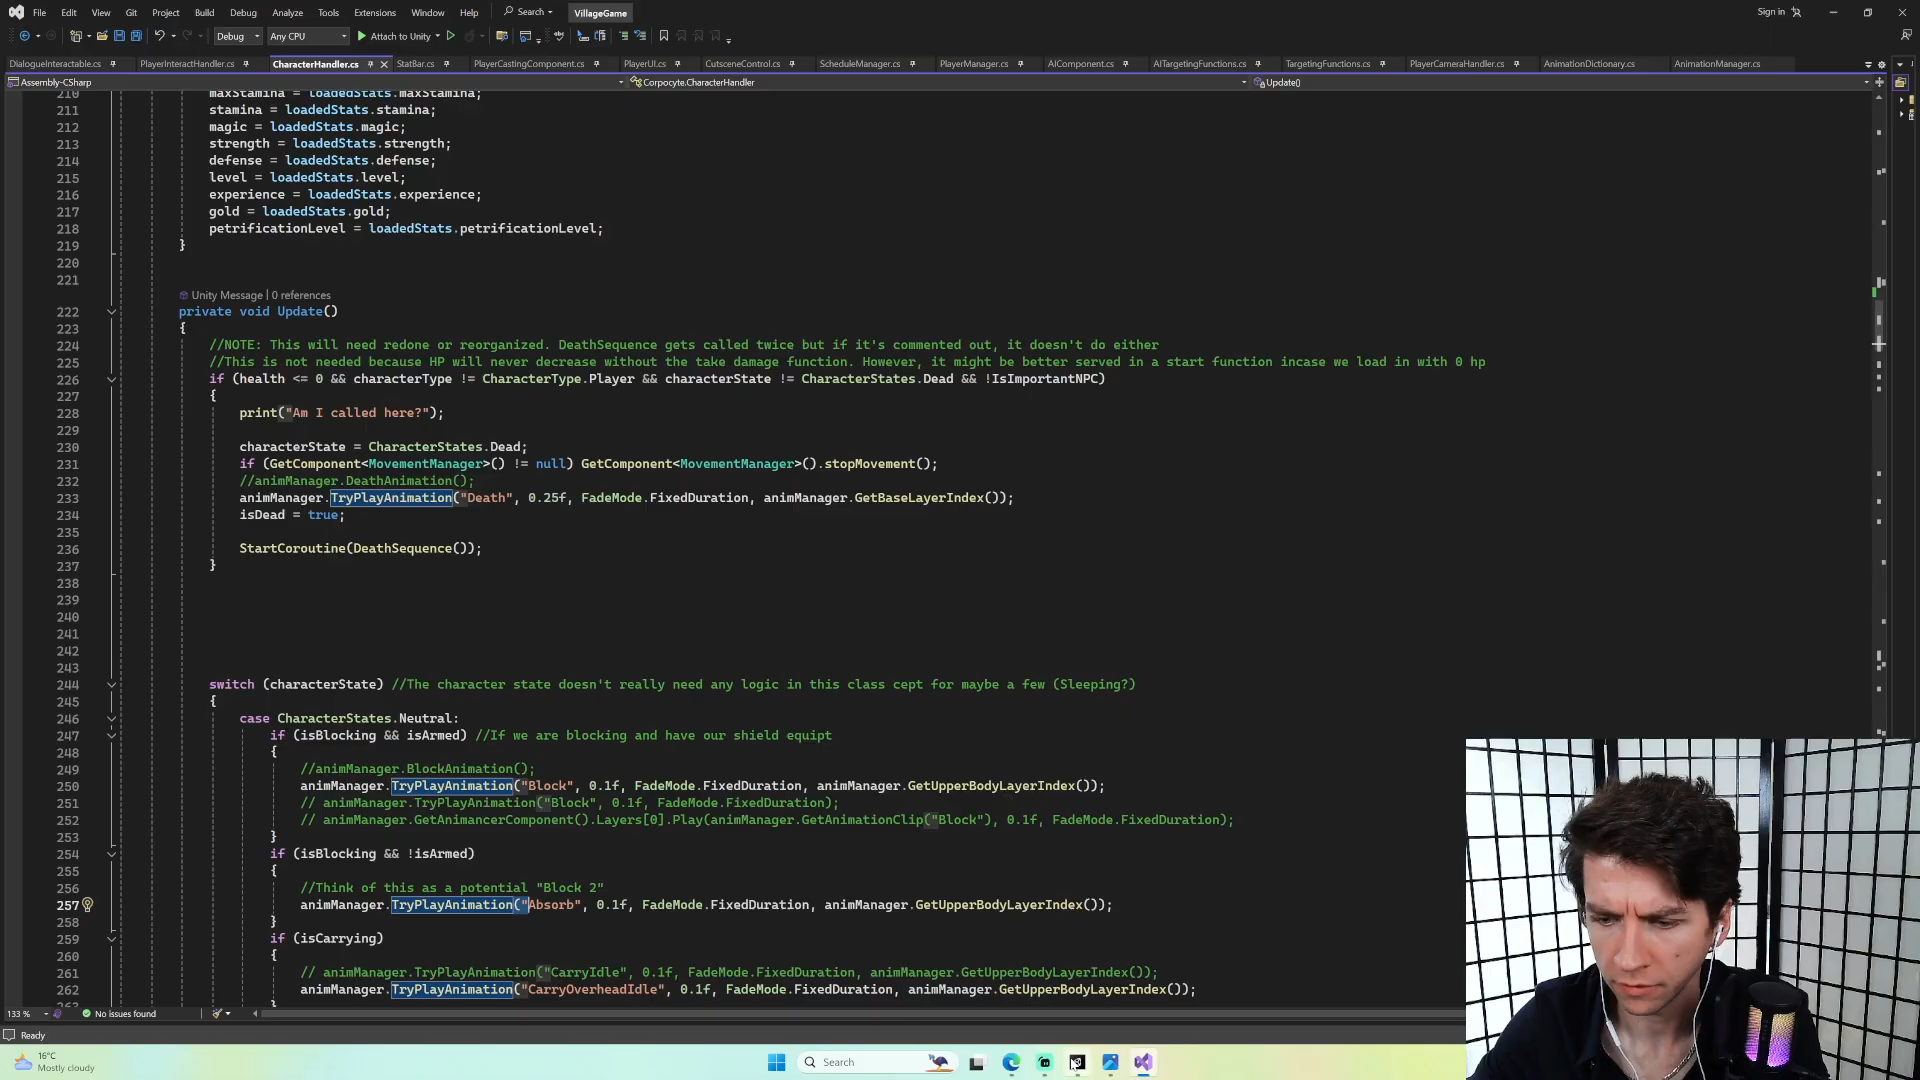 File Edit View Git Project Build Debug Analyze Tools Extensions Window Help Search VillageGame Sign in
Debug Any CPU Attach to Unity
DialogueInteractable.cs PlayerInteractHandler.cs CharacterHandler.cs StatBar.cs PlayerCastingComponent.cs PlayerUI.cs CutsceneControl.cs ScheduleManager.cs PlayerManager.cs AIComponent.cs AITargetingFunctions.cs TargetingFunctions.cs PlayerCameraHandler.cs AnimationDictionary.cs AnimationManager.cs
Assembly-CSharp Corpocyte.CharacterHandler Update()
210 maxStamina = loadedStats.maxStamina;
211 stamina = loadedStats.stamina;
212 magic = loadedStats.magic;
213 strength = loadedStats.strength;
214 defense = loadedStats.defense;
215 level = loadedStats.level;
216 experience = loadedStats.experience;
217 gold = loadedStats.gold;
218 petrificationLevel = loadedStats.petrificationLevel;
219 }
220
221
Unity Message | 0 references
222 private void Update()
223 {
224 //NOTE: This will need redone or reorganized. DeathSequence gets called twice but if it's commented out, it doesn't do either
225 //This is not needed because HP will never decrease without the take damage function. However, it might be better served in a start function incase we load in with 0 hp
226 if (health <= 0 && characterType != CharacterType.Player && characterState != CharacterStates.Dead && !IsImportantNPC)
227 {
228 print("Am I called here?");
229
230 characterState = CharacterStates.Dead;
231 if (GetComponent<MovementManager>() != null) GetComponent<MovementManager>().stopMovement();
232 //animManager.DeathAnimation();
233 animManager.TryPlayAnimation("Death", 0.25f, FadeMode.FixedDuration, animManager.GetBaseLayerIndex());
234 isDead = true;
235
236 StartCoroutine(DeathSequence());
237 }
238
239
240
241
242
243
244 switch (characterState) //The character state doesn't really need any logic in this class cept for maybe a few (Sleeping?)
245 {
246 case CharacterStates.Neutral:
247 if (isBlocking && isArmed) //If we are blocking and have our shield equipt
248 {
249 //animManager.BlockAnimation();
250 animManager.TryPlayAnimation("Block", 0.1f, FadeMode.FixedDuration, animManager.GetUpperBodyLayerIndex());
251 // animManager.TryPlayAnimation("Block", 0.1f, FadeMode.FixedDuration);
252 // animManager.GetAnimancerComponent().Layers[0].Play(animManager.GetAnimationClip("Block"), 0.1f, FadeMode.FixedDuration);
253 }
254 if (isBlocking && !isArmed)
255 {
256 //Think of this as a potential "Block 2"
257 animManager.TryPlayAnimation("Absorb", 0.1f, FadeMode.FixedDuration, animManager.GetUpperBodyLayerIndex());
258 }
259 if (isCarrying)
260 {
261 // animManager.TryPlayAnimation("CarryIdle", 0.1f, FadeMode.FixedDuration, animManager.GetUpperBodyLayerIndex());
262 animManager.TryPlayAnimation("CarryOverheadIdle", 0.1f, FadeMode.FixedDuration, animManager.GetUpperBodyLayerIndex());
263 }
133 % No issues found
Ready
16°C
Mostly cloudy
Search